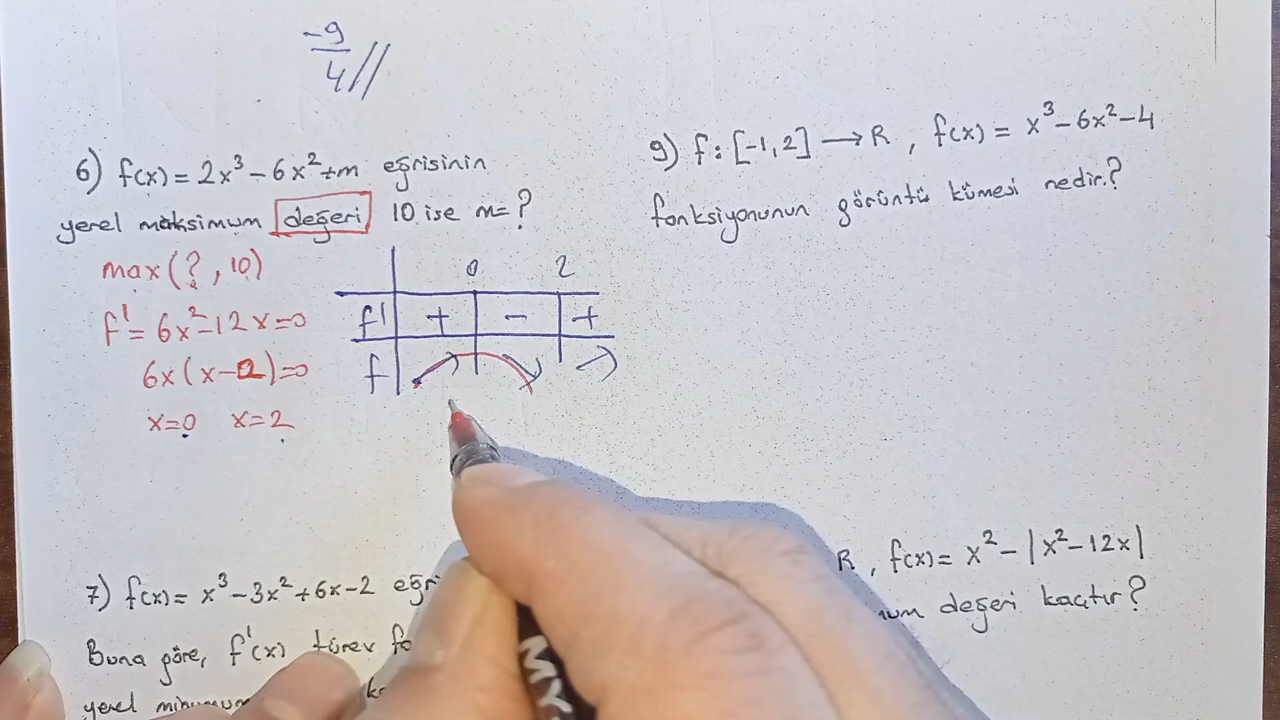 -9
4//
6) f(x) = 2x³ - 6x² + m eğrisinin
yerel maksimum değeri 10 ise m = ?
max(?, 10)
f' = 6x² - 12x = 0
6x(x - 2) = 0
x = 0 x = 2
0 2
f' + - +
f
7) f(x) = x³ - 3x² + 6x - 2
Buna göre, f'(x) türev
yerel
9) f : [-1, 2] → R, f(x) = x³ - 6x² - 4
fonksiyonunun görüntü kümesi nedir?
R, f(x) = x² - |x² - 12x|
değeri kaçtır?
MY